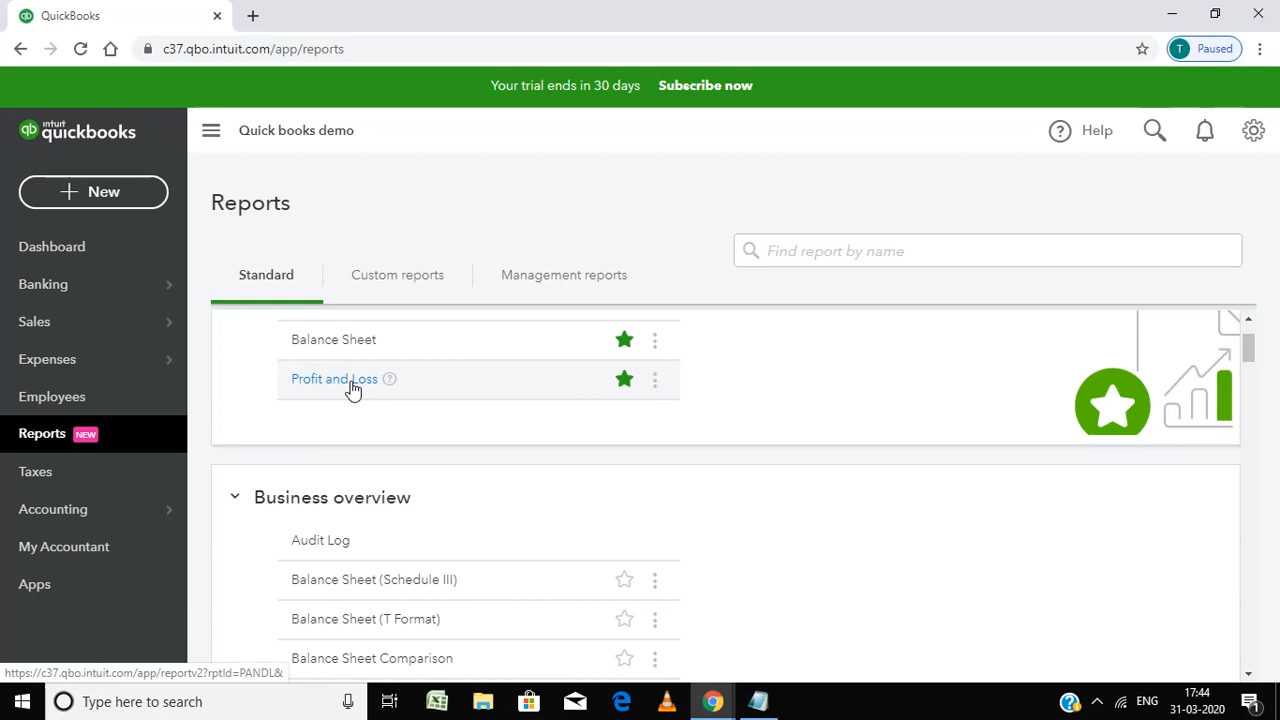 QuickBooks
c37.qbo.intuit.com/app/reports
T Paused
Your trial ends in 30 days Subscribe now
qb intuit quickbooks
Quick books demo
Help
New
Reports
Find report by name
Dashboard
Banking
Sales
Expenses
Employees
Reports NEW
Taxes
Accounting
My Accountant
Apps
Standard
Custom reports
Management reports
Balance Sheet
Profit and Loss
Business overview
Audit Log
Balance Sheet (Schedule III)
Balance Sheet (T Format)
Balance Sheet Comparison
https://c37.qbo.intuit.com/app/reportv2?rptId=PANDL&
Type here to search
ENG
17:44
31-03-2020
1